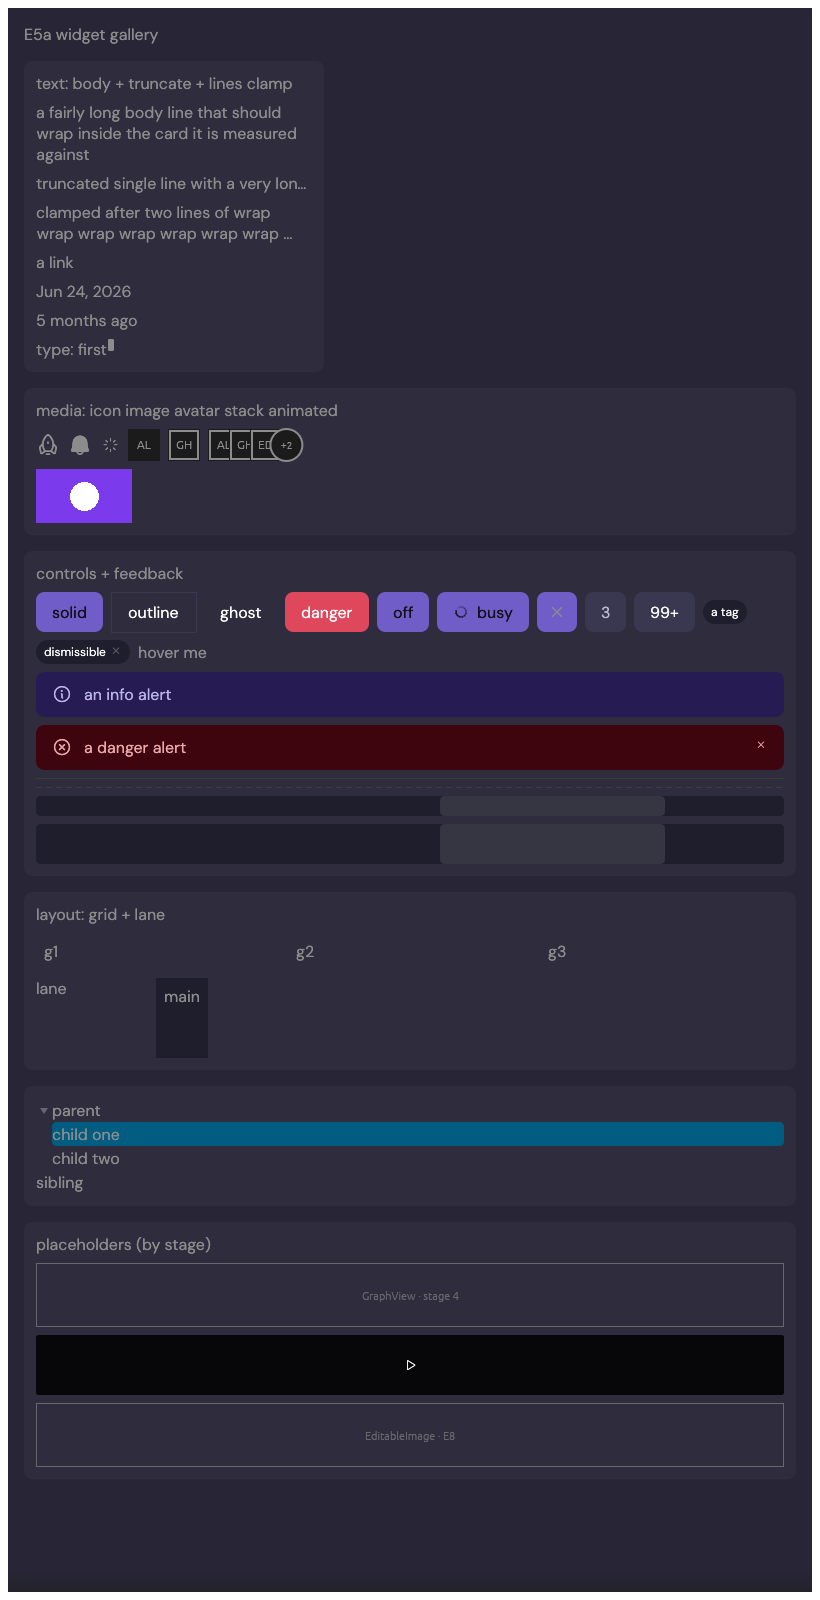 E5a widget gallery
text: body + truncate + lines clamp
a fairly long body line that should
wrap inside the card it is measured
against
truncated single line with a very lon...
clamped after two lines of wrap
wrap wrap wrap wrap wrap wrap ...
a link
Jun 24, 2026
5 months ago
type: first
media: icon image avatar stack animated
AL GH AL GH ED +2
controls + feedback
solid outline ghost danger off busy 3 99+ a tag
dismissible hover me
an info alert
a danger alert
layout: grid + lane
g1 g2 g3
lane main
parent
child one
child two
sibling
placeholders (by stage)
GraphView · stage 4
EditableImage · E8